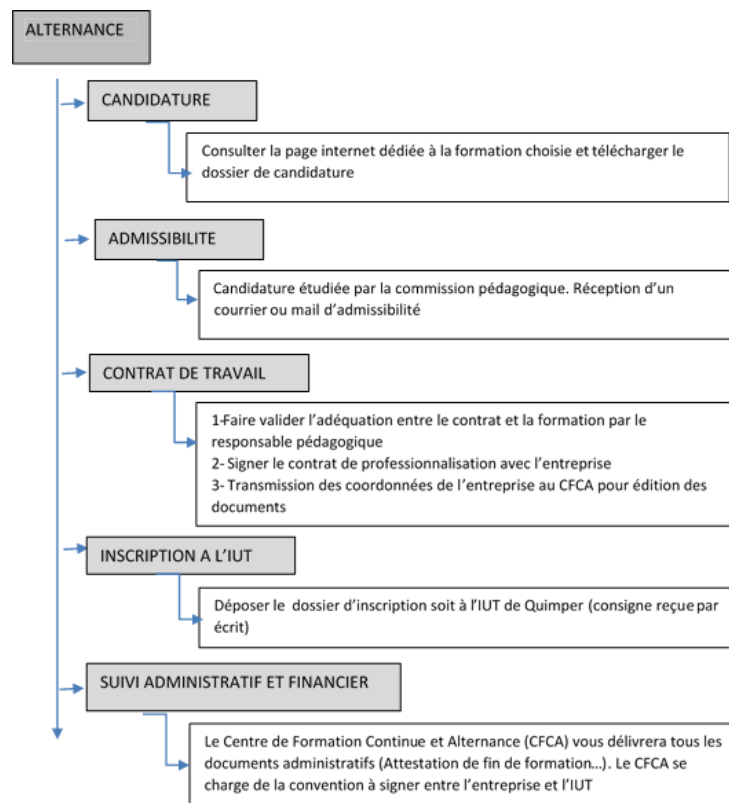 ALTERNANCE
CANDIDATURE
Consulter la page internet dédiée à la formation choisie et télécharger le
dossier de candidature
ADMISSIBILITE
Candidature étudiée par la commission pédagogique. Réception d’un
courrier ou mail d’admissibilité
CONTRAT DE TRAVAIL
1-Faire valider l’adéquation entre le contrat et la formation par le
responsable pédagogique
2- Signer le contrat de professionnalisation avec l’entreprise
3- Transmission des coordonnées de l’entreprise au CFCA pour édition des
documents
INSCRIPTION A L’IUT
Déposer le dossier d’inscription soit à l’IUT de Quimper (consigne reçue par
écrit)
SUIVI ADMINISTRATIF ET FINANCIER
Le Centre de Formation Continue et Alternance (CFCA) vous délivrera tous les
documents administratifs (Attestation de fin de formation…). Le CFCA se
charge de la convention à signer entre l’entreprise et l’IUT